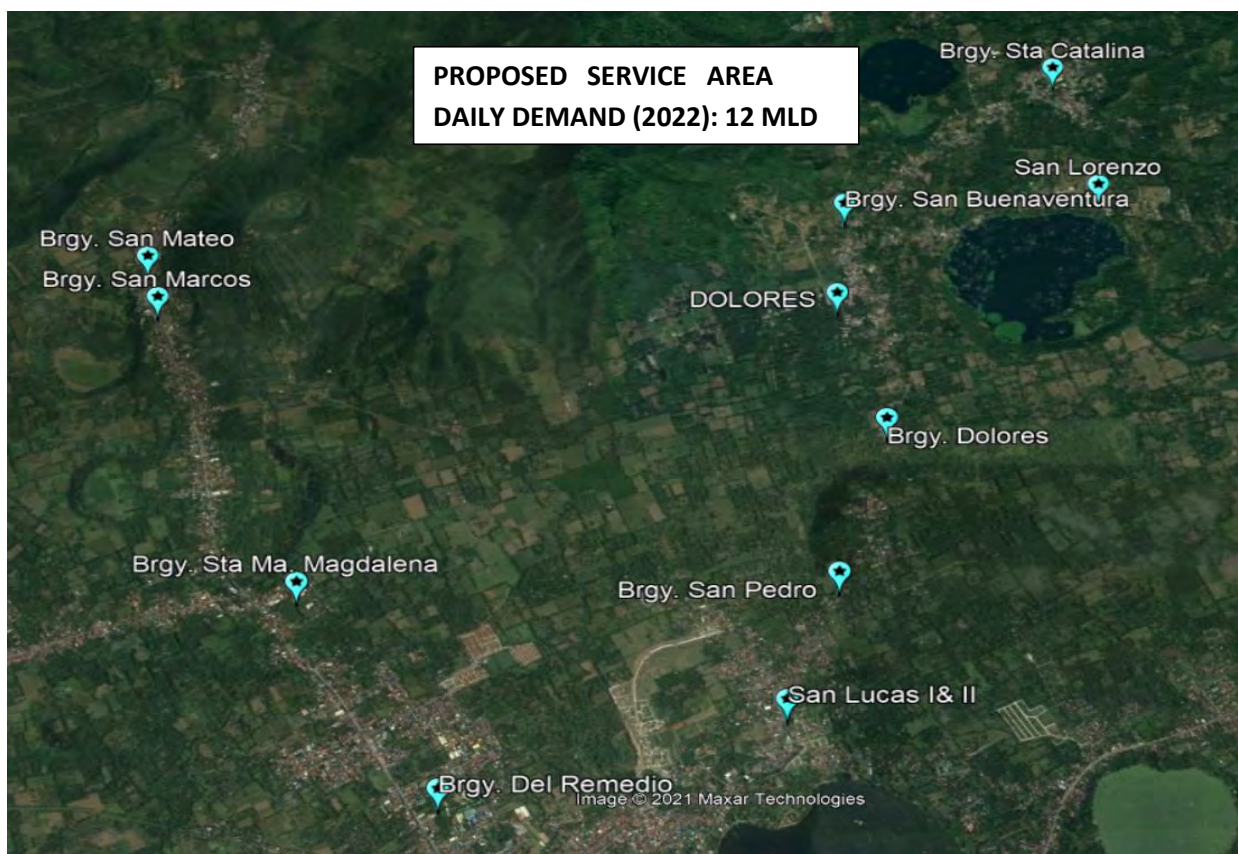 PROPOSED SERVICE AREA
DAILY DEMAND (2022): 12 MLD
Brgy. Sta Catalina
San Lorenzo
Brgy. San Buenaventura
Brgy. San Mateo
Brgy. San Marcos
DOLORES
Brgy. Dolores
Brgy. Sta Ma. Magdalena
Brgy. San Pedro
San Lucas I& II
Brgy. Del Remedio
Image © 2021 Maxar Technologies